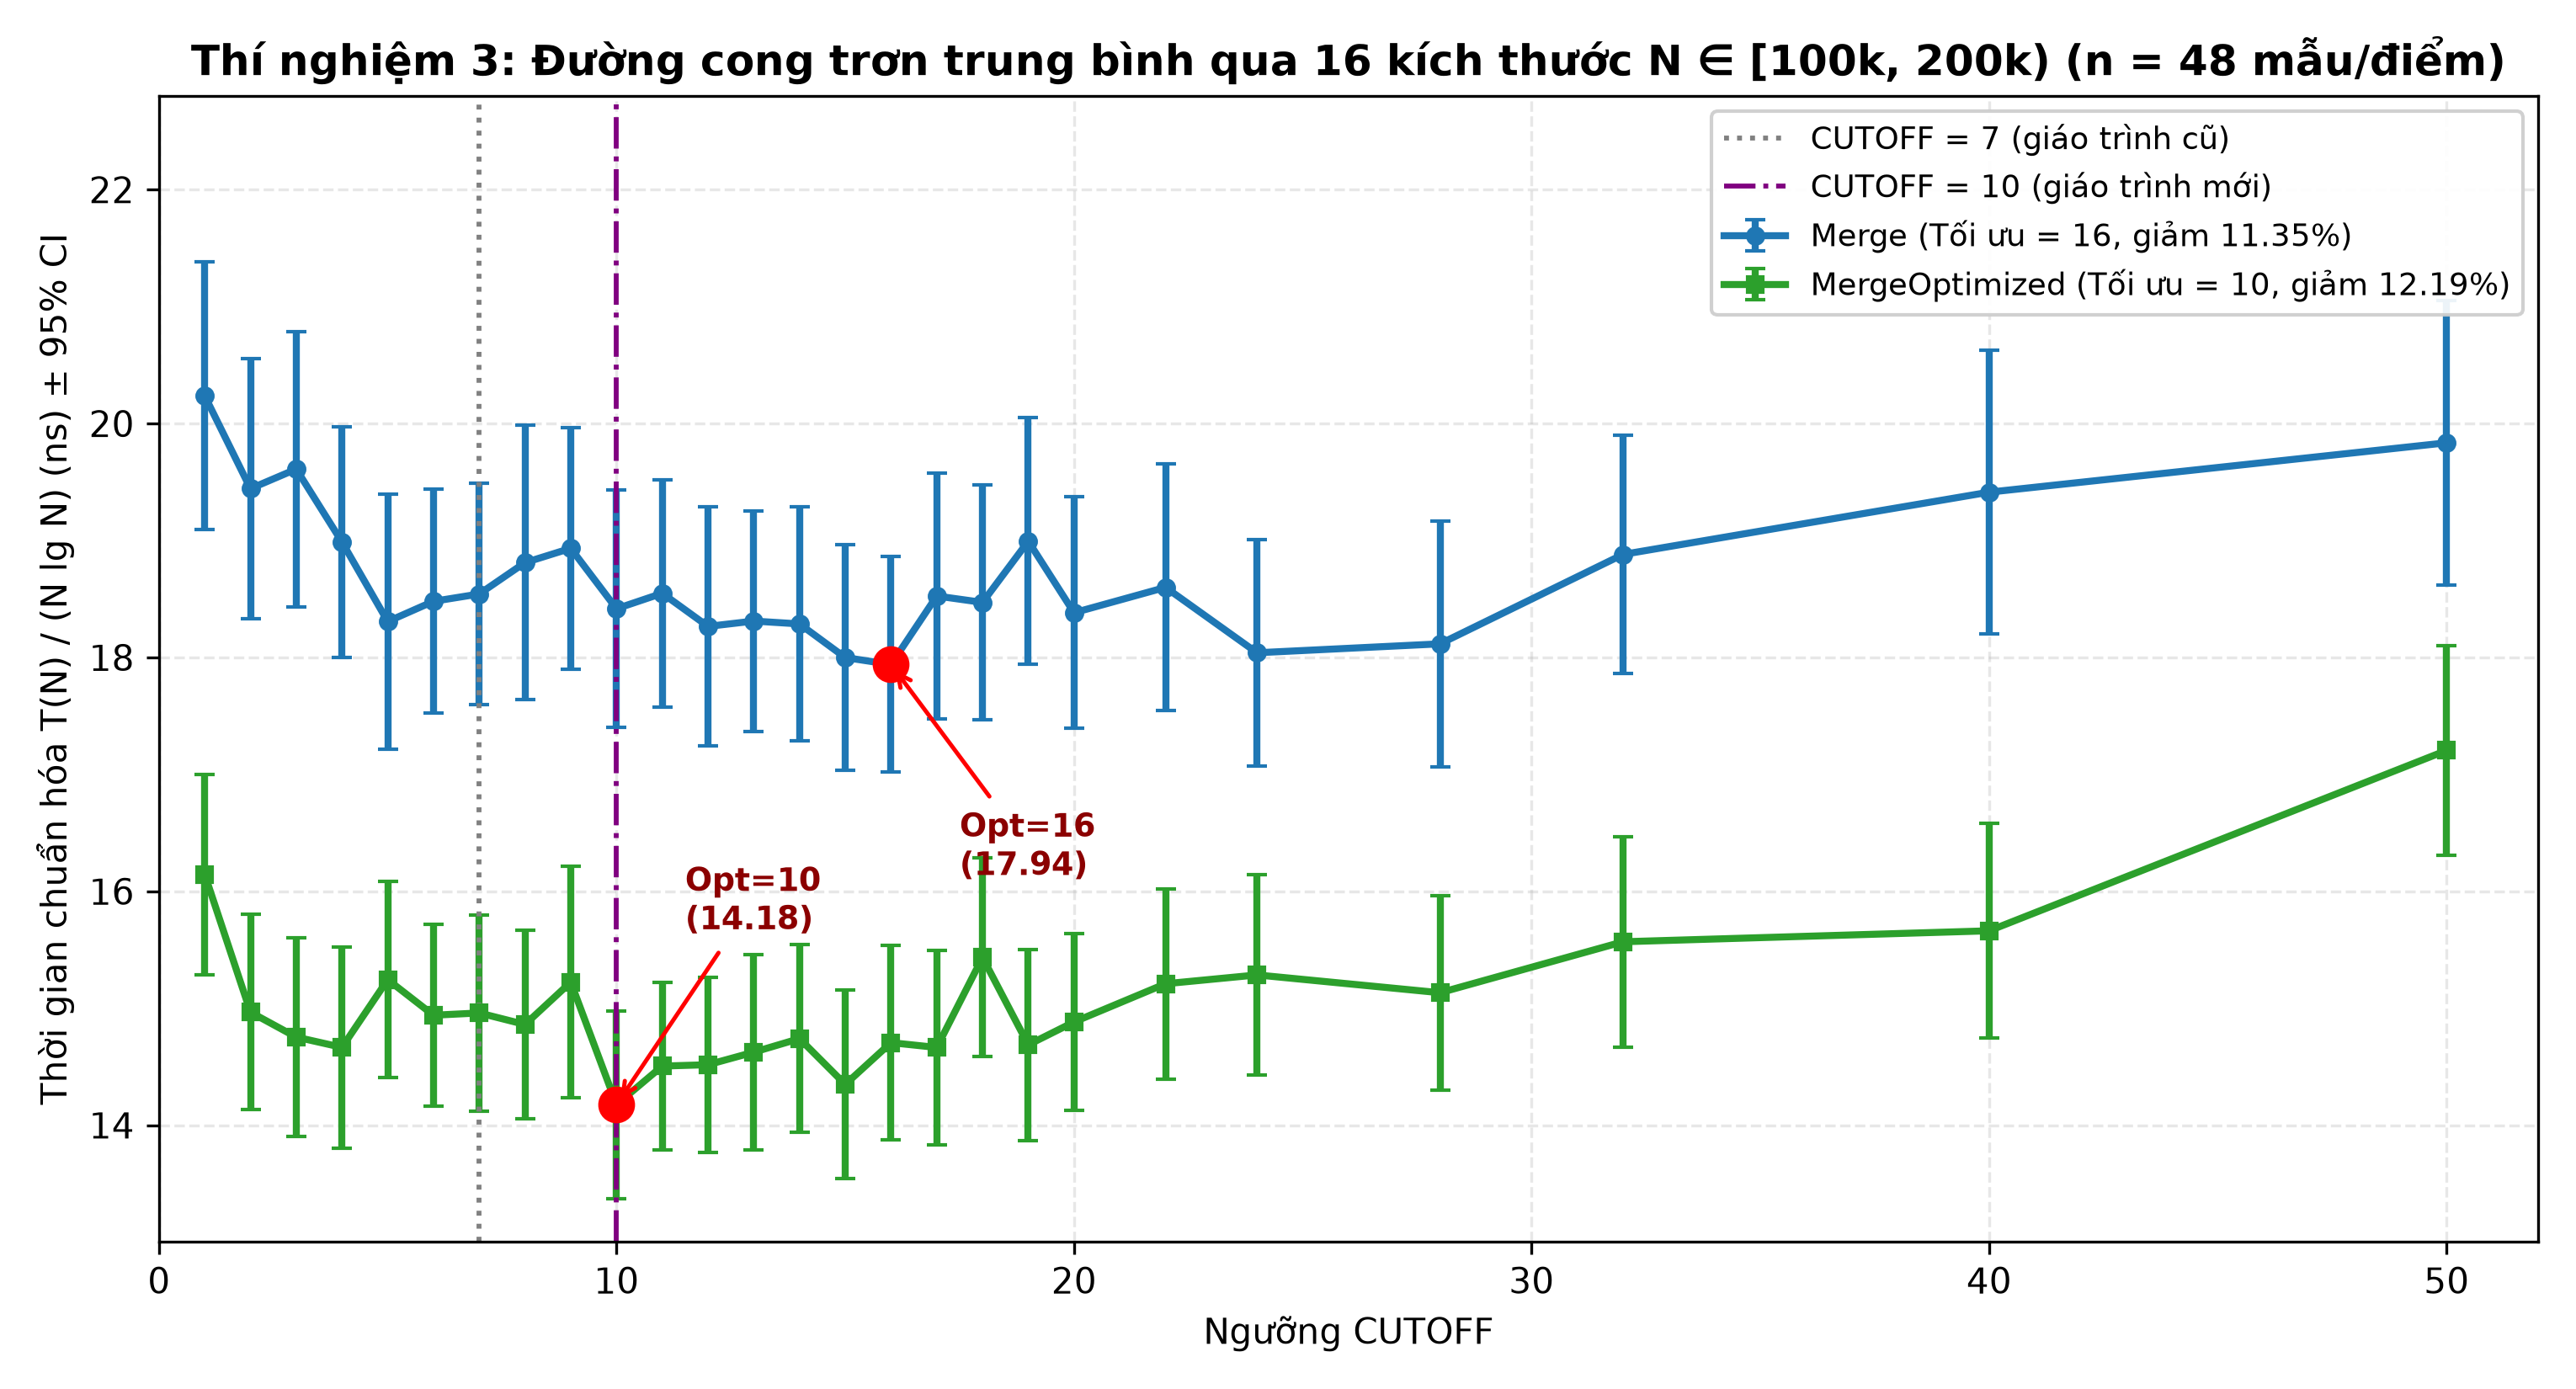 Thí nghiệm 3: Đường cong trơn trung bình qua 16 kích thước N ∈ [100k, 200k) (n = 48 mẫu/điểm)
CUTOFF = 7 (giáo trình cũ)
CUTOFF = 10 (giáo trình mới)
Merge (Tối ưu = 16, giảm 11.35%)
MergeOptimized (Tối ưu = 10, giảm 12.19%)
Thời gian chuẩn hóa T(N) / (N lg N) (ns) ± 95% CI
22
20
18
16
14
Opt=16
(17.94)
Opt=10
(14.18)
0 10 20 30 40 50
Ngưỡng CUTOFF